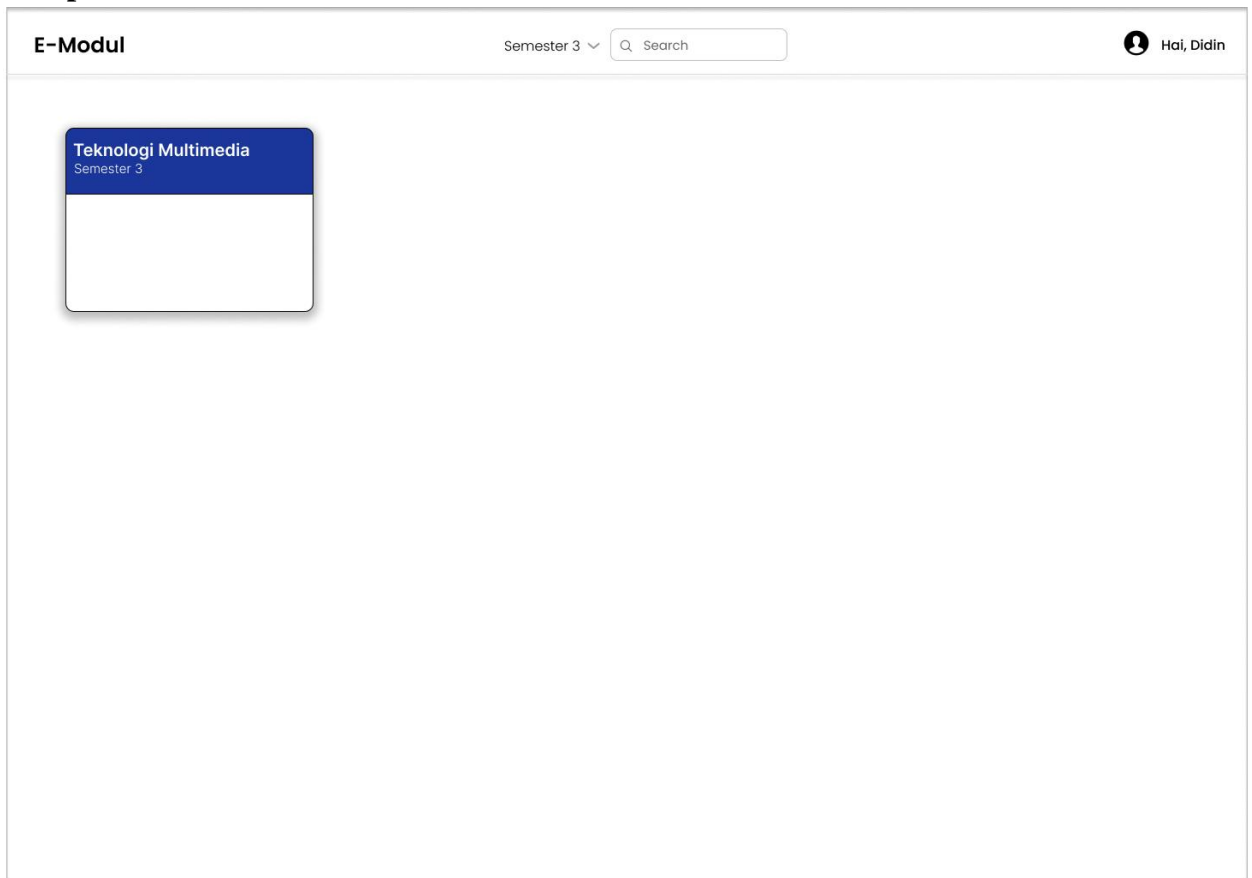 E-Modul
Semester 3
Search
Hai, Didin
Teknologi Multimedia
Semester 3